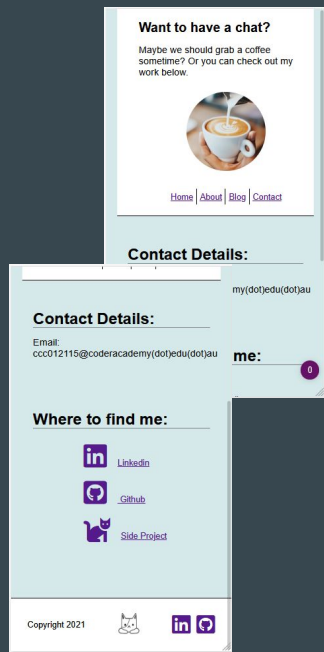 Want to have a chat?
Maybe we should grab a coffee
sometime? Or you can check out my
work below.
Home About Blog Contact
Contact Details:
my(dot)edu(dot)au
me:
0
Contact Details:
Email:
ccc012115@coderacademy(dot)edu(dot)au
Where to find me:
in Linkedin
Github
Side Project
Copyright 2021
in